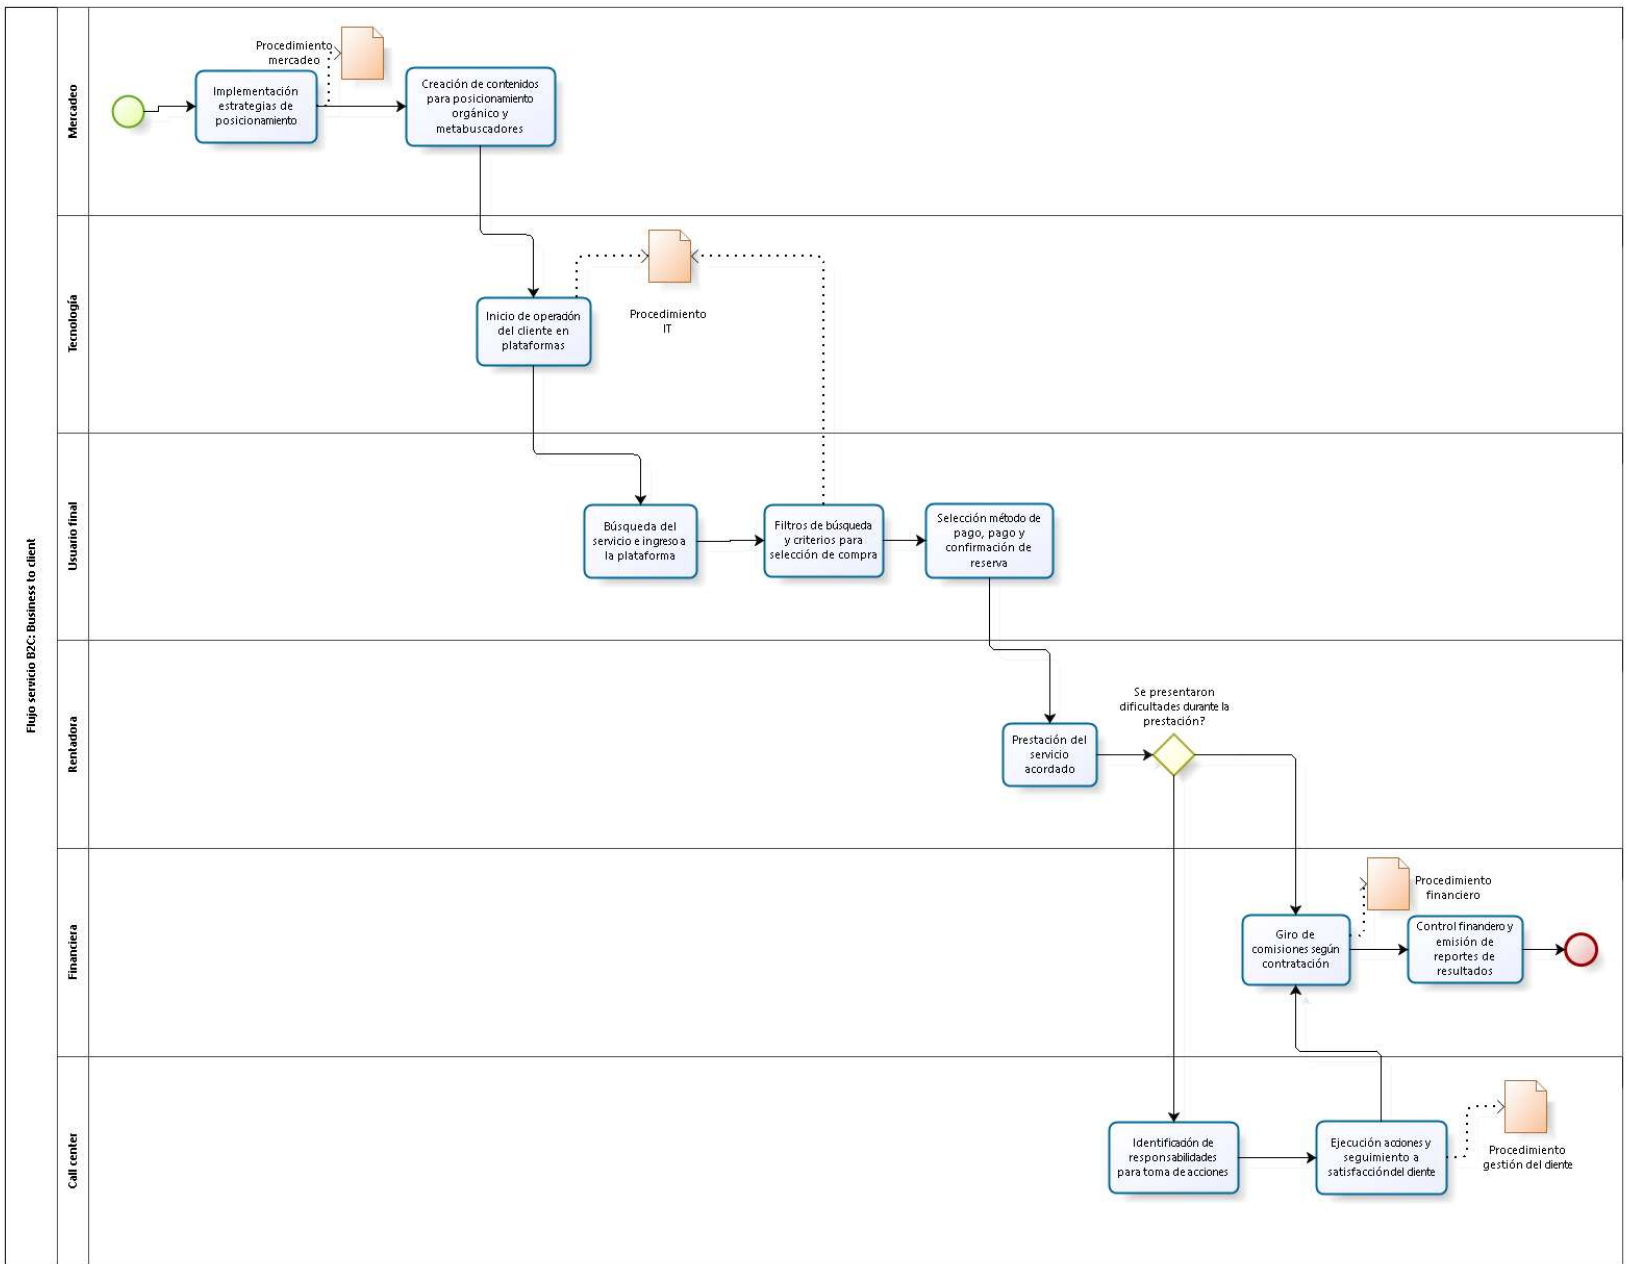 Flujo servicio B2C: Business to client
Mercadeo
Procedimiento
mercadeo
Implementación
estrategias de
posicionamiento
Creación de contenidos
para posicionamiento
orgánico y
metabuscadores
Tecnología
Inicio de operación
del cliente en
plataformas
Procedimiento
IT
Usuario final
Búsqueda del
servicio e ingreso a
la plataforma
Filtros de búsqueda
y criterios para
selección de compra
Selección método de
pago, pago y
confirmación de
reserva
Rentadora
Prestación del
servicio
acordado
Se presentaron
dificultades durante la
prestación?
Financiera
Giro de
comisiones según
contratación
Procedimiento
financiero
Control financiero y
emisión de
reportes de
resultados
Call center
Identificación de
responsabilidades
para toma de acciones
Ejecución acciones y
seguimiento a
satisfacción del cliente
Procedimiento
gestión del cliente